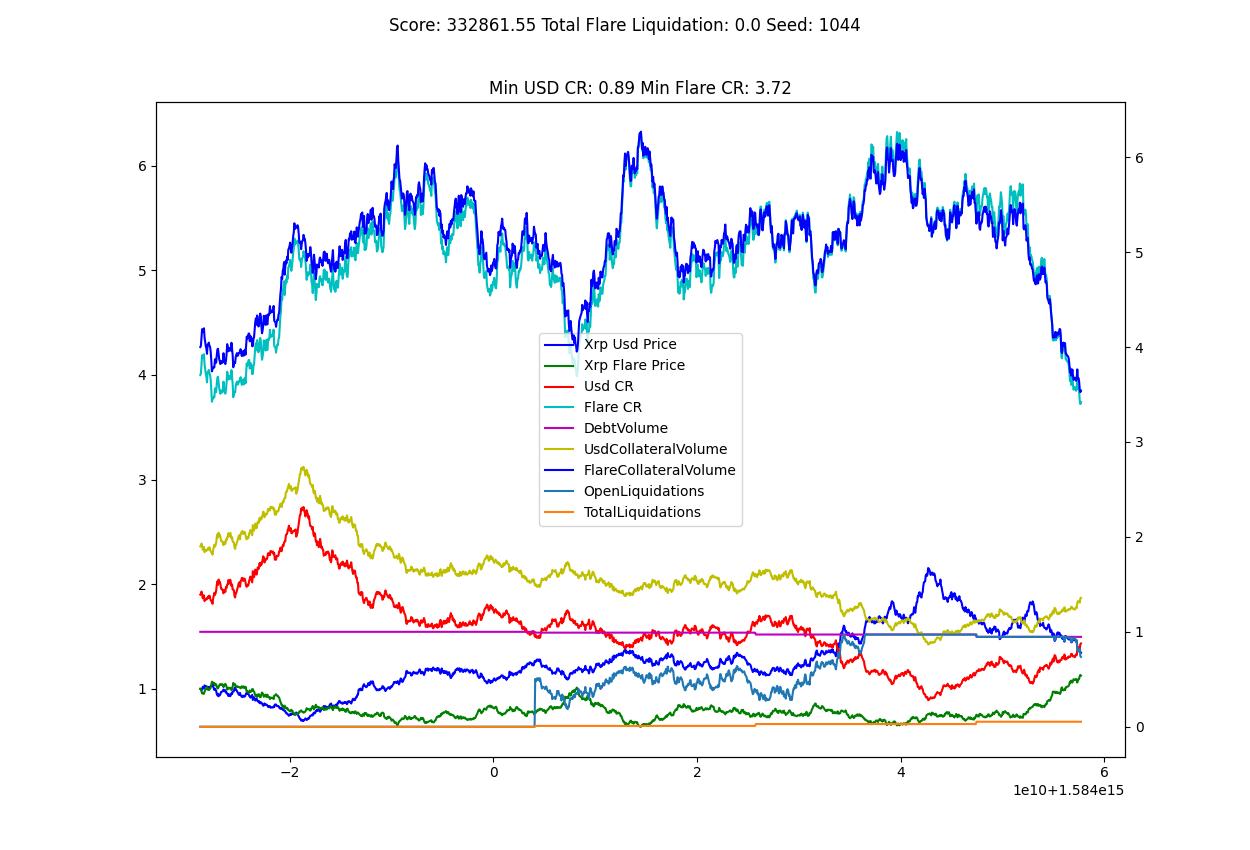 Score: 332861.55 Total Flare Liquidation: 0.0 Seed: 1044
Min USD CR: 0.89 Min Flare CR: 3.72
6
5
4
3
2
1
6
5
4
3
2
1
0
Xrp Usd Price
Xrp Flare Price
Usd CR
Flare CR
DebtVolume
UsdCollateralVolume
FlareCollateralVolume
OpenLiquidations
TotalLiquidations
−2 0 2 4 6
1e10+1.584e15